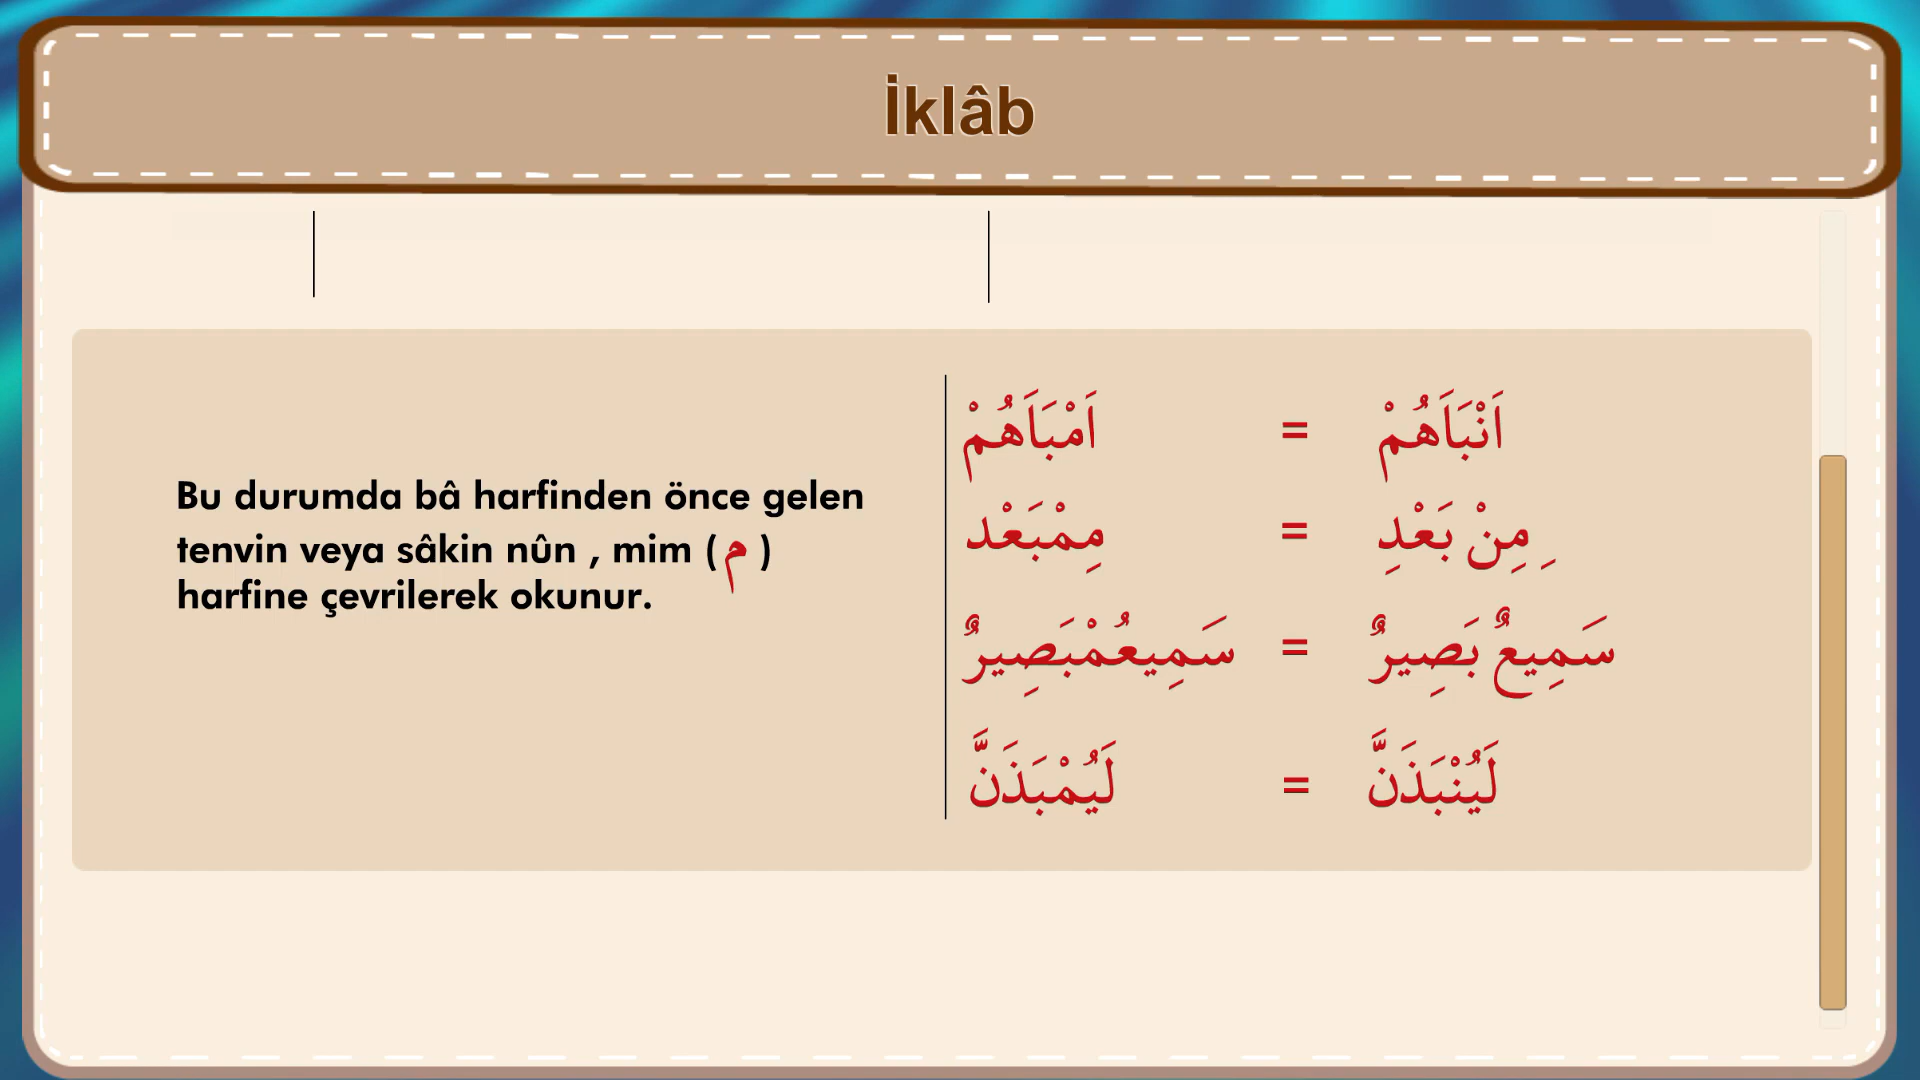 İklâb
Bu durumda bâ harfinden önce gelen
tenvin veya sâkin nûn , mim ( م )
harfine çevrilerek okunur.
اَنْبَاَهُمْ = اَمْبَاَهُمْ
مِنْ بَعْدِ = مِمْبَعْد
سَمِيعٌ بَصِيرٌ = سَمِيعُمْبَصِيرٌ
لَيُنْبَذَنَّ = لَيُمْبَذَنَّ